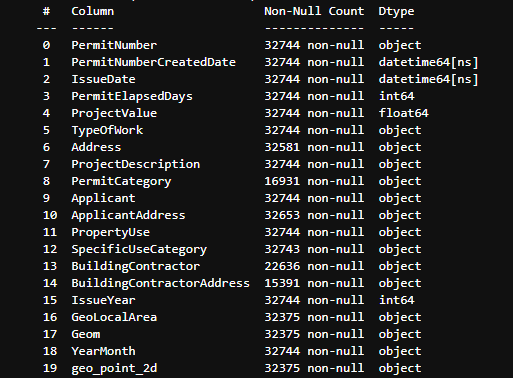 #   Column                     Non-Null Count  Dtype
---  ------                     --------------  -----
0   PermitNumber               32744 non-null  object
1   PermitNumberCreatedDate    32744 non-null  datetime64[ns]
2   IssueDate                  32744 non-null  datetime64[ns]
3   PermitElapsedDays          32744 non-null  int64
4   ProjectValue               32744 non-null  float64
5   TypeOfWork                 32744 non-null  object
6   Address                    32581 non-null  object
7   ProjectDescription         32744 non-null  object
8   PermitCategory             16931 non-null  object
9   Applicant                  32744 non-null  object
10  ApplicantAddress           32653 non-null  object
11  PropertyUse                32744 non-null  object
12  SpecificUseCategory        32743 non-null  object
13  BuildingContractor         22636 non-null  object
14  BuildingContractorAddress  15391 non-null  object
15  IssueYear                  32744 non-null  int64
16  GeoLocalArea               32375 non-null  object
17  Geom                       32375 non-null  object
18  YearMonth                  32744 non-null  object
19  geo_point_2d               32375 non-null  object